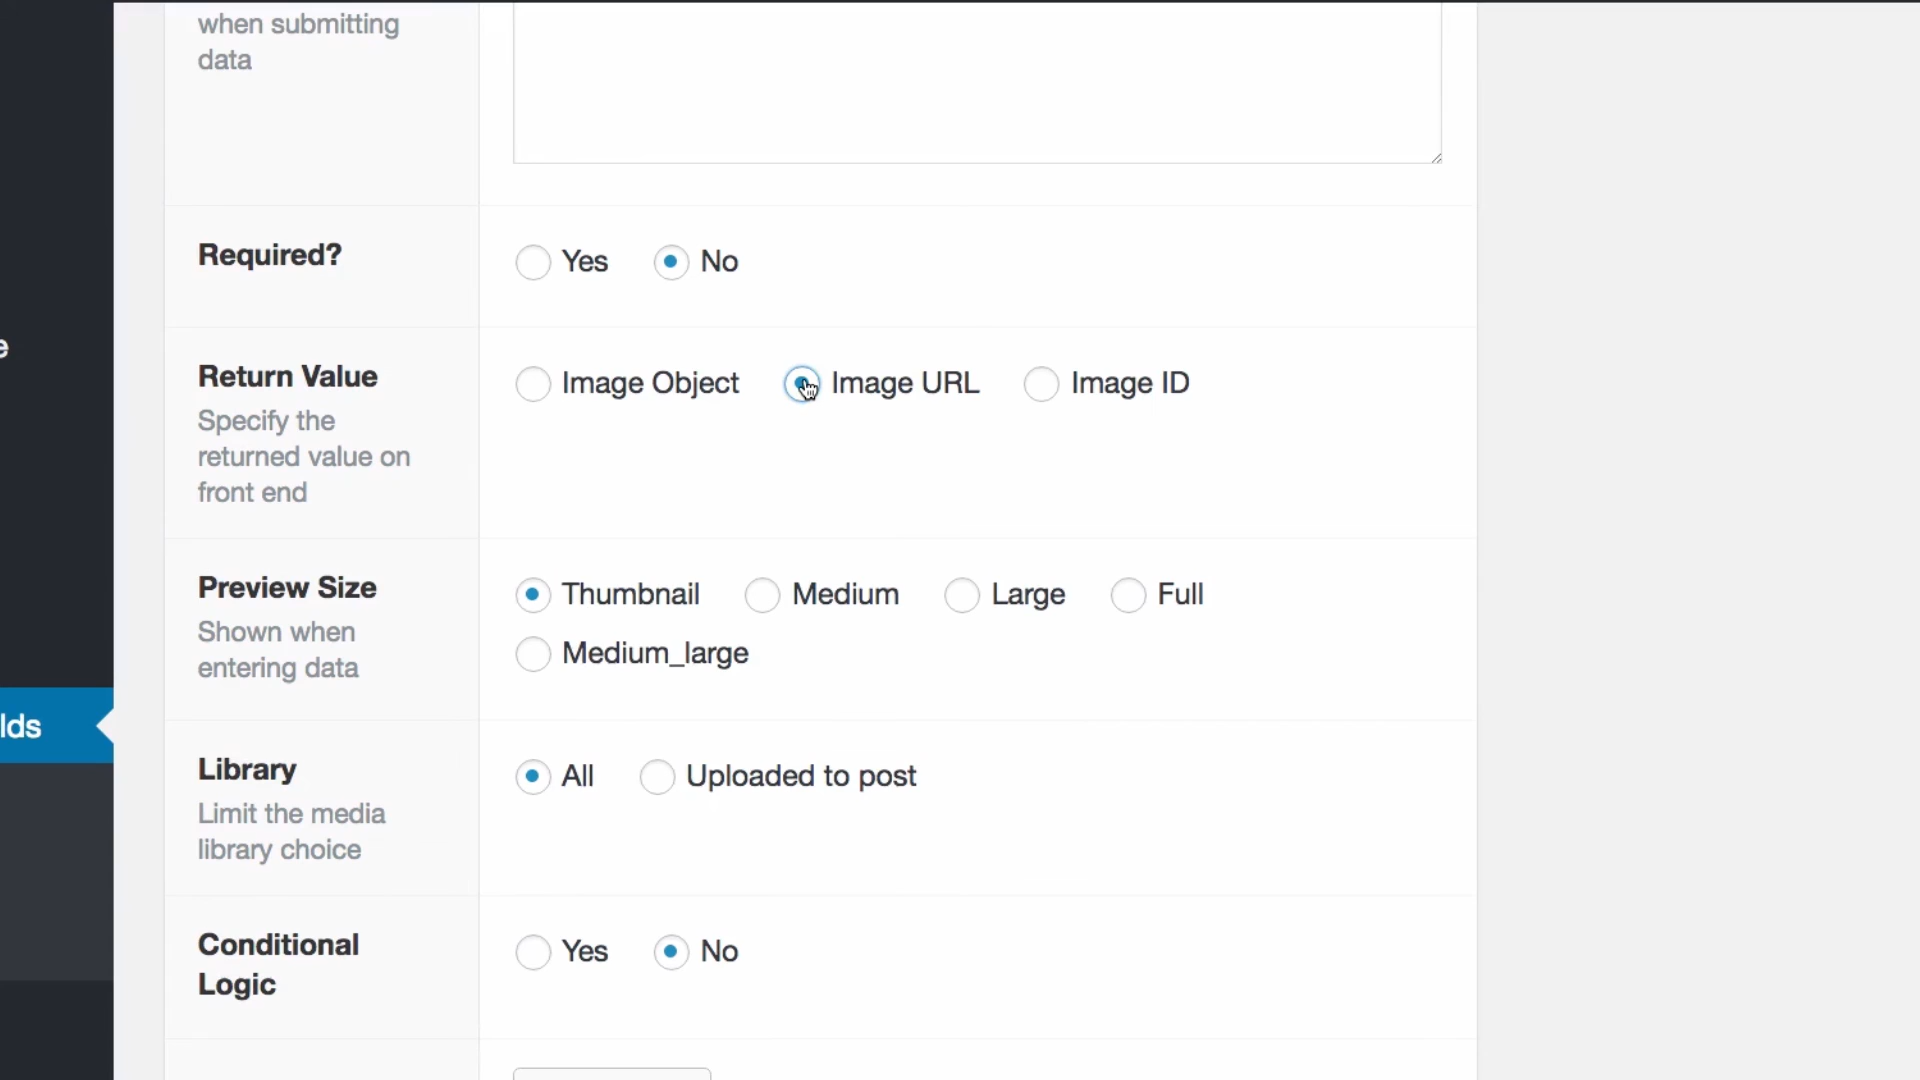 when submitting
data
Required?
Yes No
e
Return Value
Image Object Image URL Image ID
Specify the
returned value on
front end
Preview Size
Thumbnail Medium Large Full
Shown when
entering data
Medium_large
lds
Library
All Uploaded to post
Limit the media
library choice
Conditional
Logic
Yes No